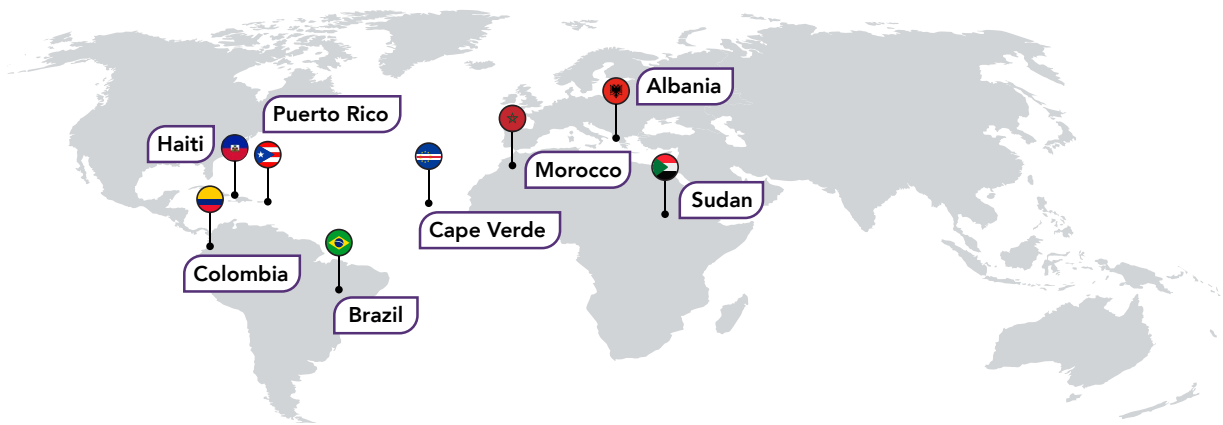 Albania
Puerto Rico
Haiti
Morocco
Sudan
Cape Verde
Colombia
Brazil